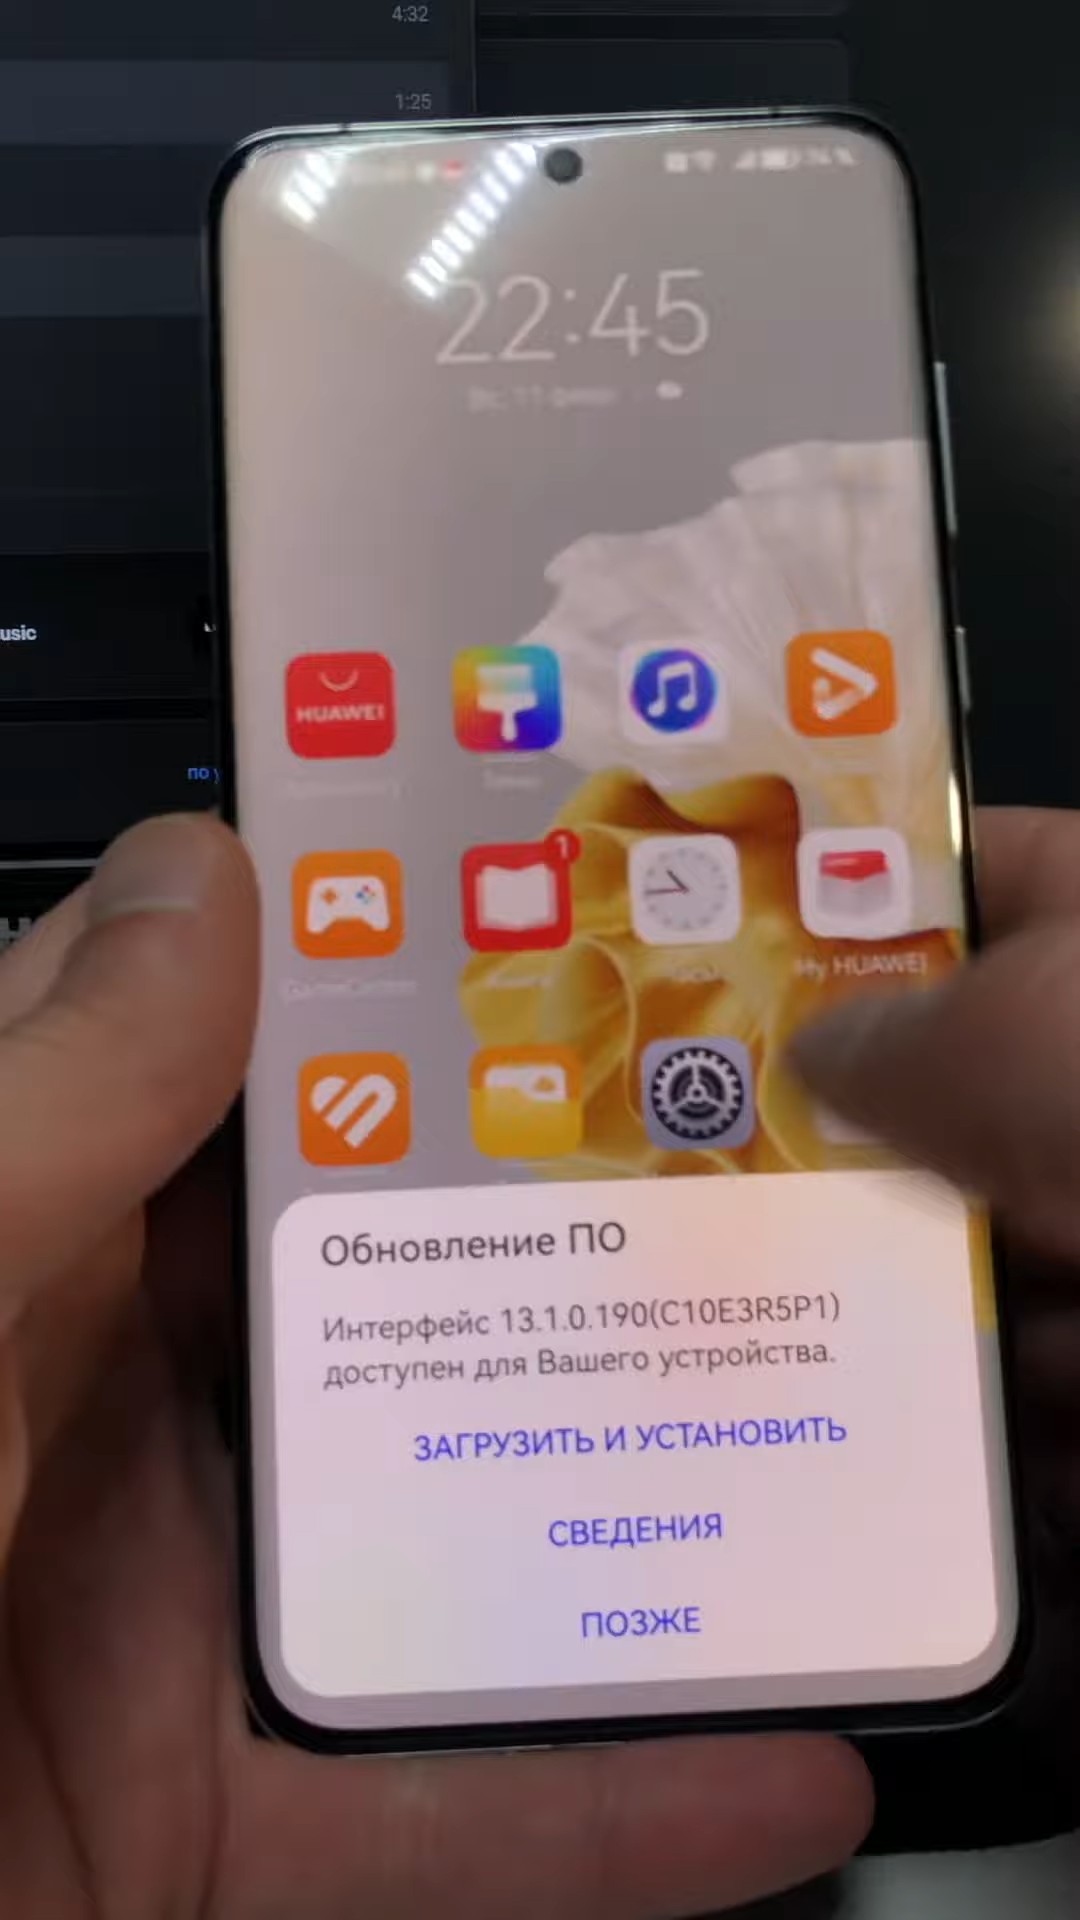 4:32
1:25
22:45
usic
HUAWEI
по
1
My HUAWEI
Обновление ПО
Интерфейс 13.1.0.190(C10E3R5P1)
доступен для Вашего устройства.
ЗАГРУЗИТЬ И УСТАНОВИТЬ
СВЕДЕНИЯ
ПОЗЖЕ